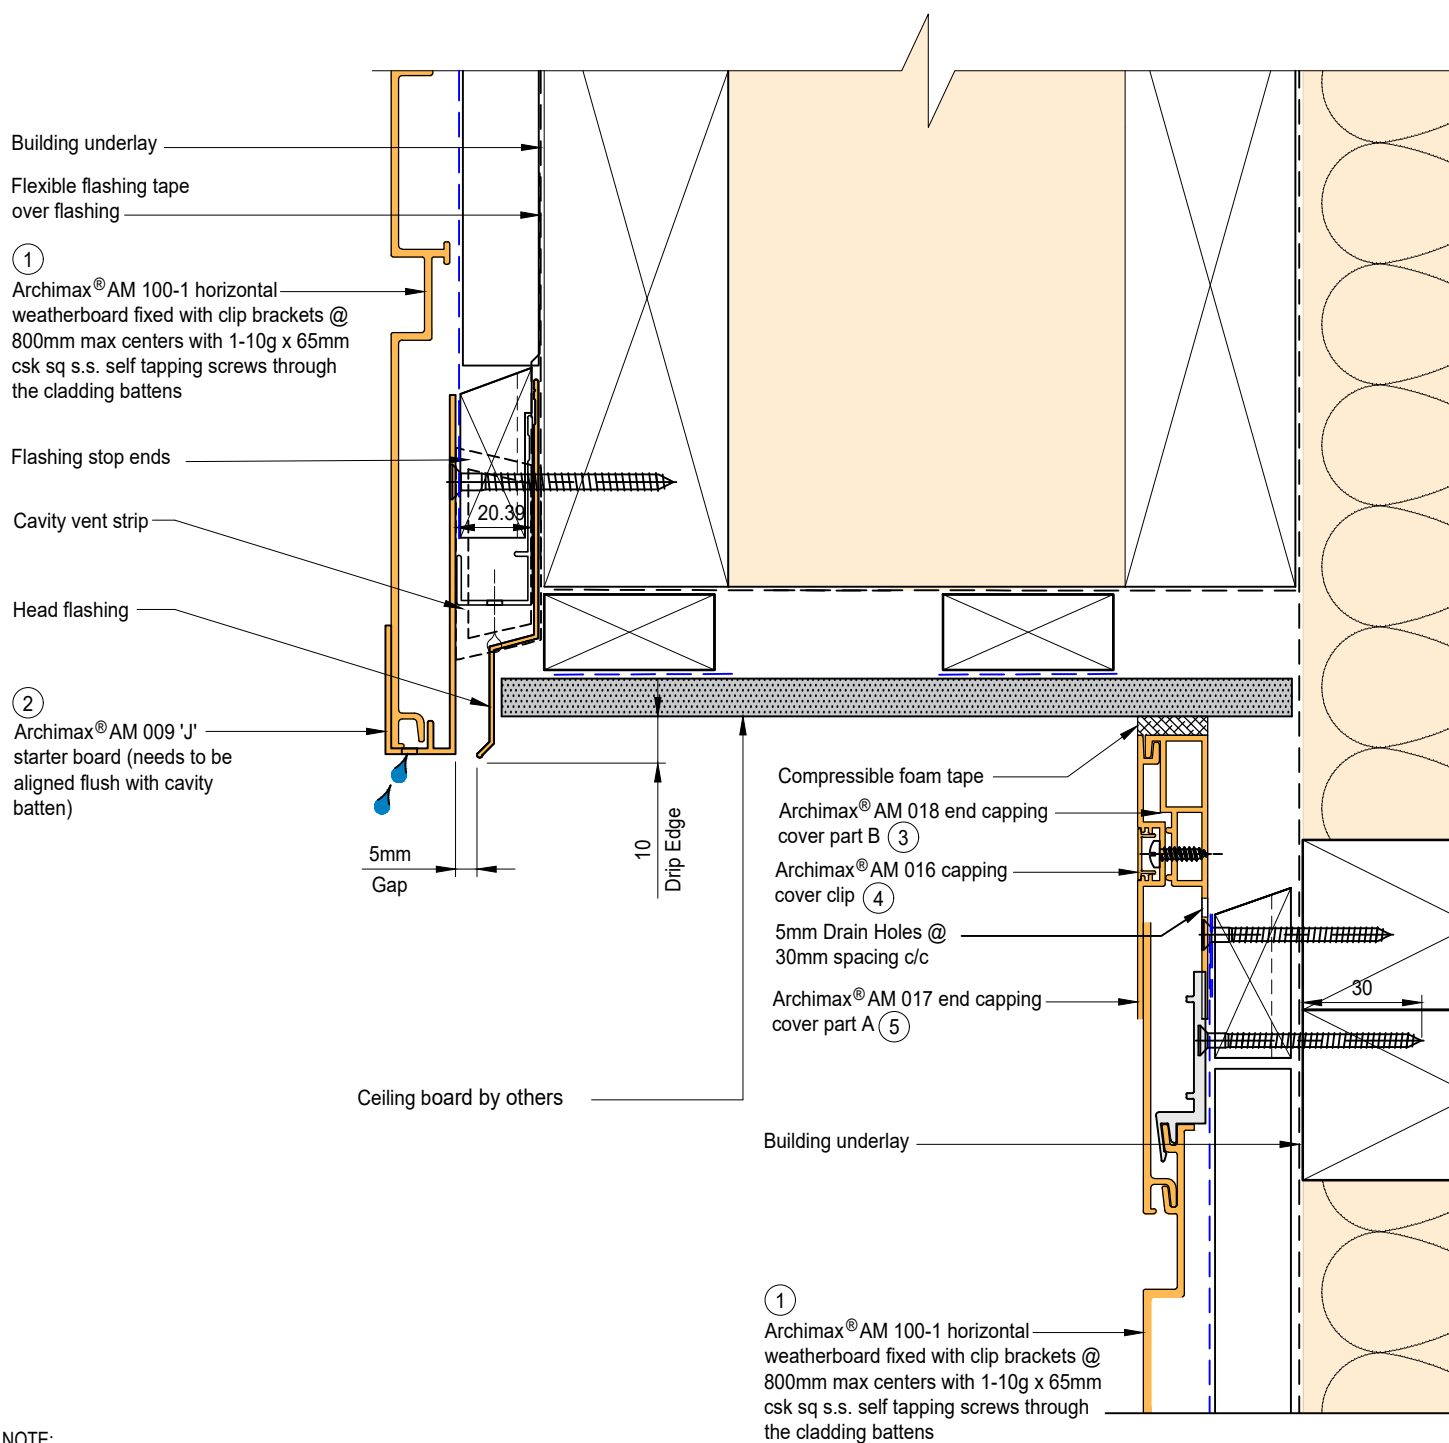 Building underlay
Flexible flashing tape
over flashing
1
Archimax® AM 100-1 horizontal
weatherboard fixed with clip brackets @
800mm max centers with 1-10g x 65mm
csk sq s.s. self tapping screws through
the cladding battens
Flashing stop ends
Cavity vent strip
20.39
Head flashing
2
Archimax® AM 009 'J'
starter board (needs to be
aligned flush with cavity
batten)
5mm
Gap
10
Drip Edge
Compressible foam tape
Archimax® AM 018 end capping
cover part B 3
Archimax® AM 016 capping
cover clip 4
5mm Drain Holes @
30mm spacing c/c
Archimax® AM 017 end capping
cover part A 5
30
Ceiling board by others
Building underlay
1
Archimax® AM 100-1 horizontal
weatherboard fixed with clip brackets @
800mm max centers with 1-10g x 65mm
csk sq s.s. self tapping screws through
the cladding battens
NOTE: